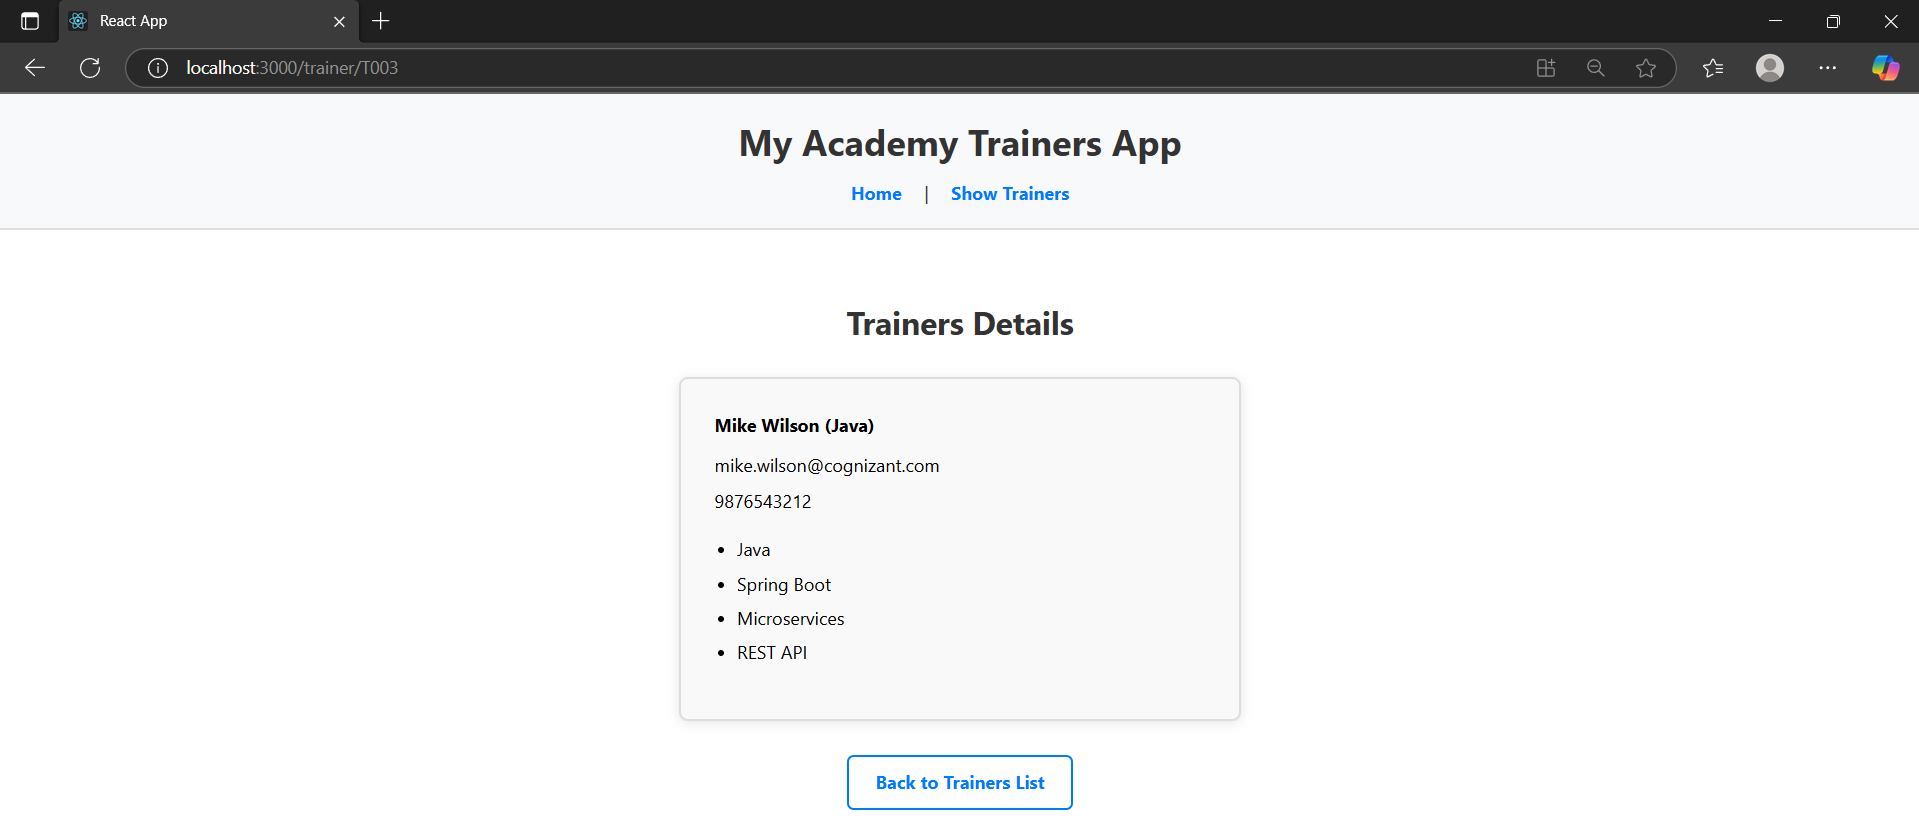 React App
localhost:3000/trainer/T003
My Academy Trainers App
Home | Show Trainers
Trainers Details
Mike Wilson (Java)
mike.wilson@cognizant.com
9876543212
• Java
• Spring Boot
• Microservices
• REST API
Back to Trainers List